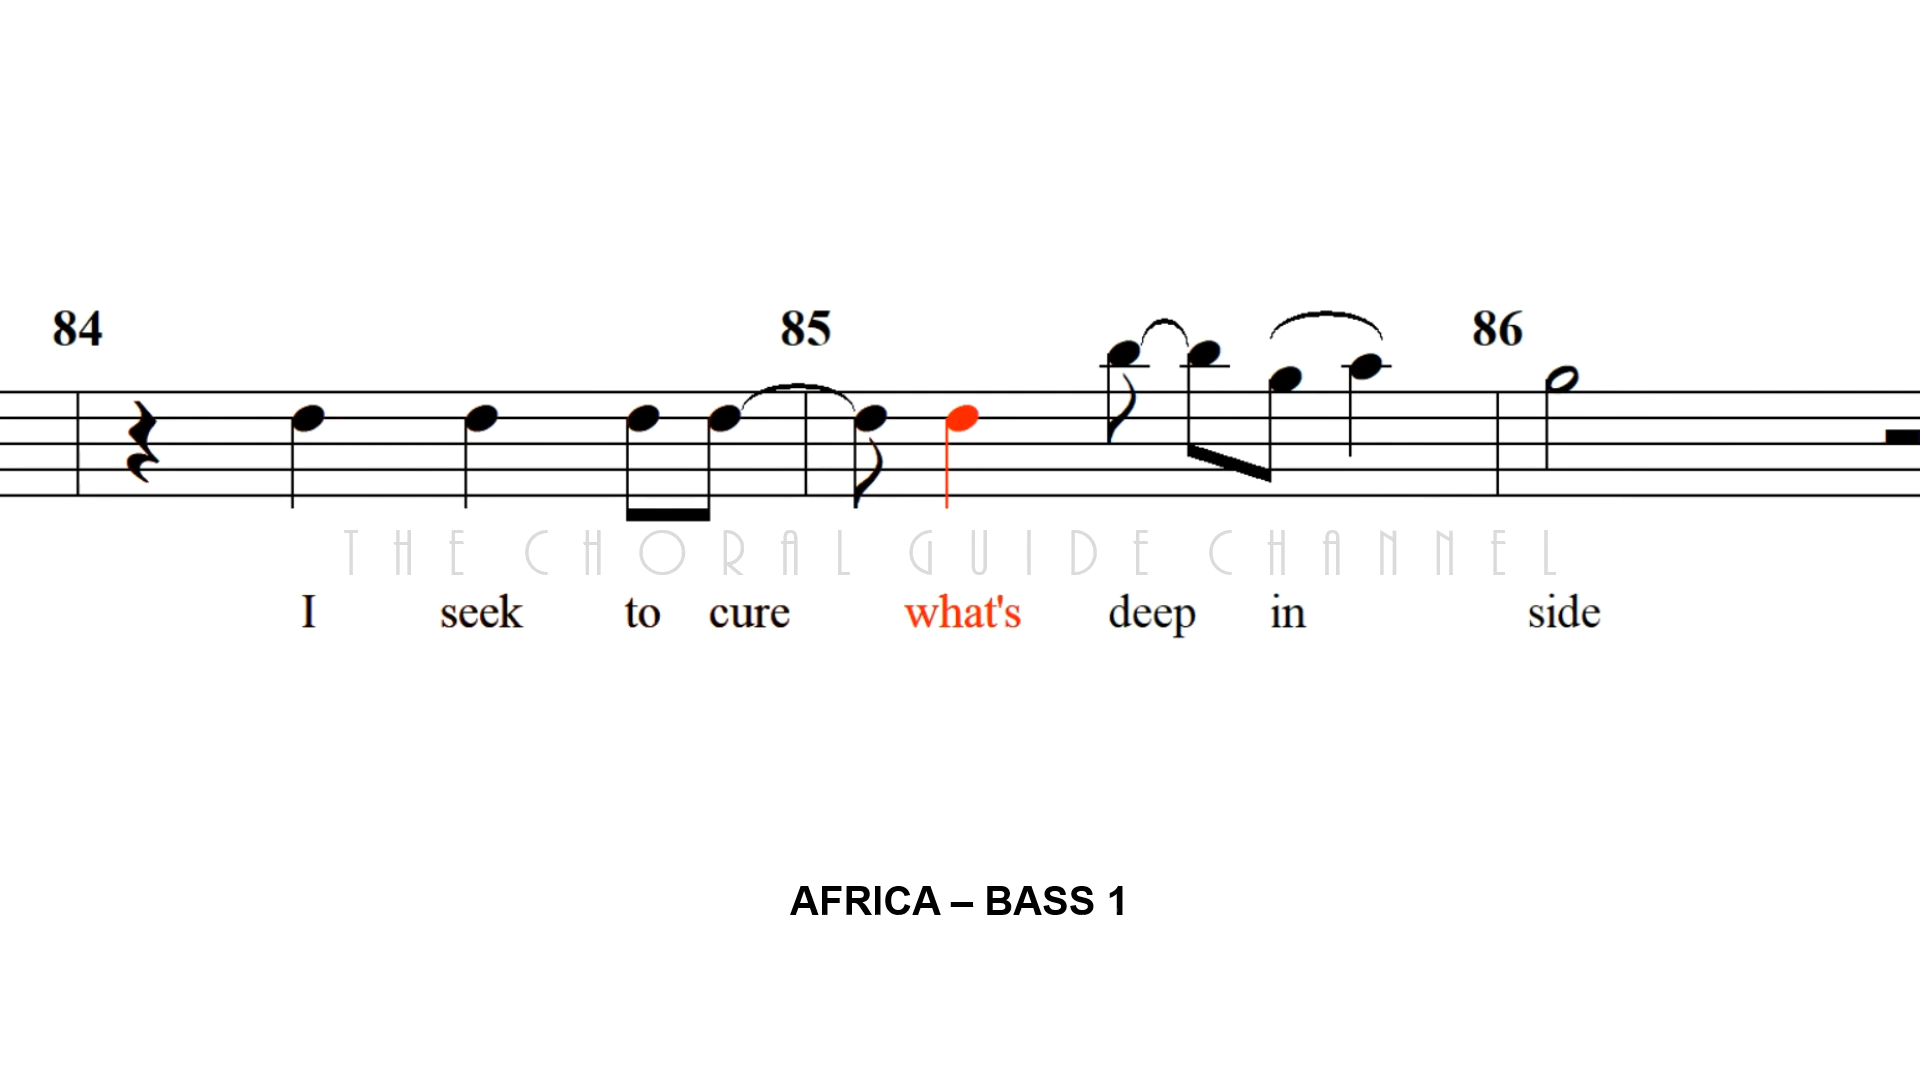 84 85 86
THE CHORAL GUIDE CHANNEL
I seek to cure what's deep in side
AFRICA – BASS 1